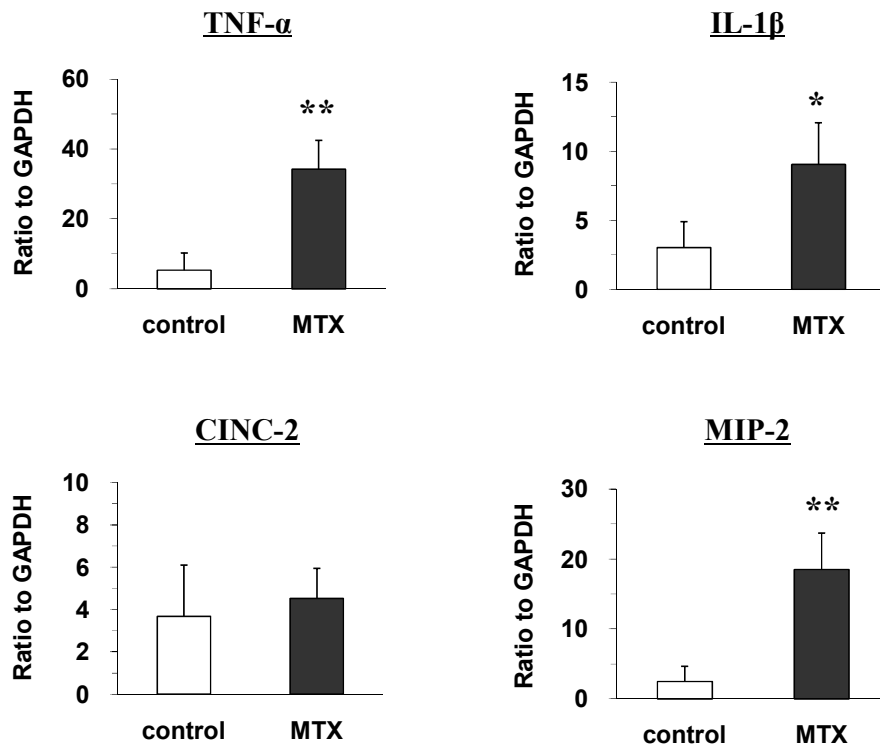 TNF-α
Ratio to GAPDH
60
40
20
0
**
control MTX
IL-1β
Ratio to GAPDH
15
10
5
0
*
control MTX
CINC-2
Ratio to GAPDH
10
8
6
4
2
0
control MTX
MIP-2
Ratio to GAPDH
30
20
10
0
**
control MTX